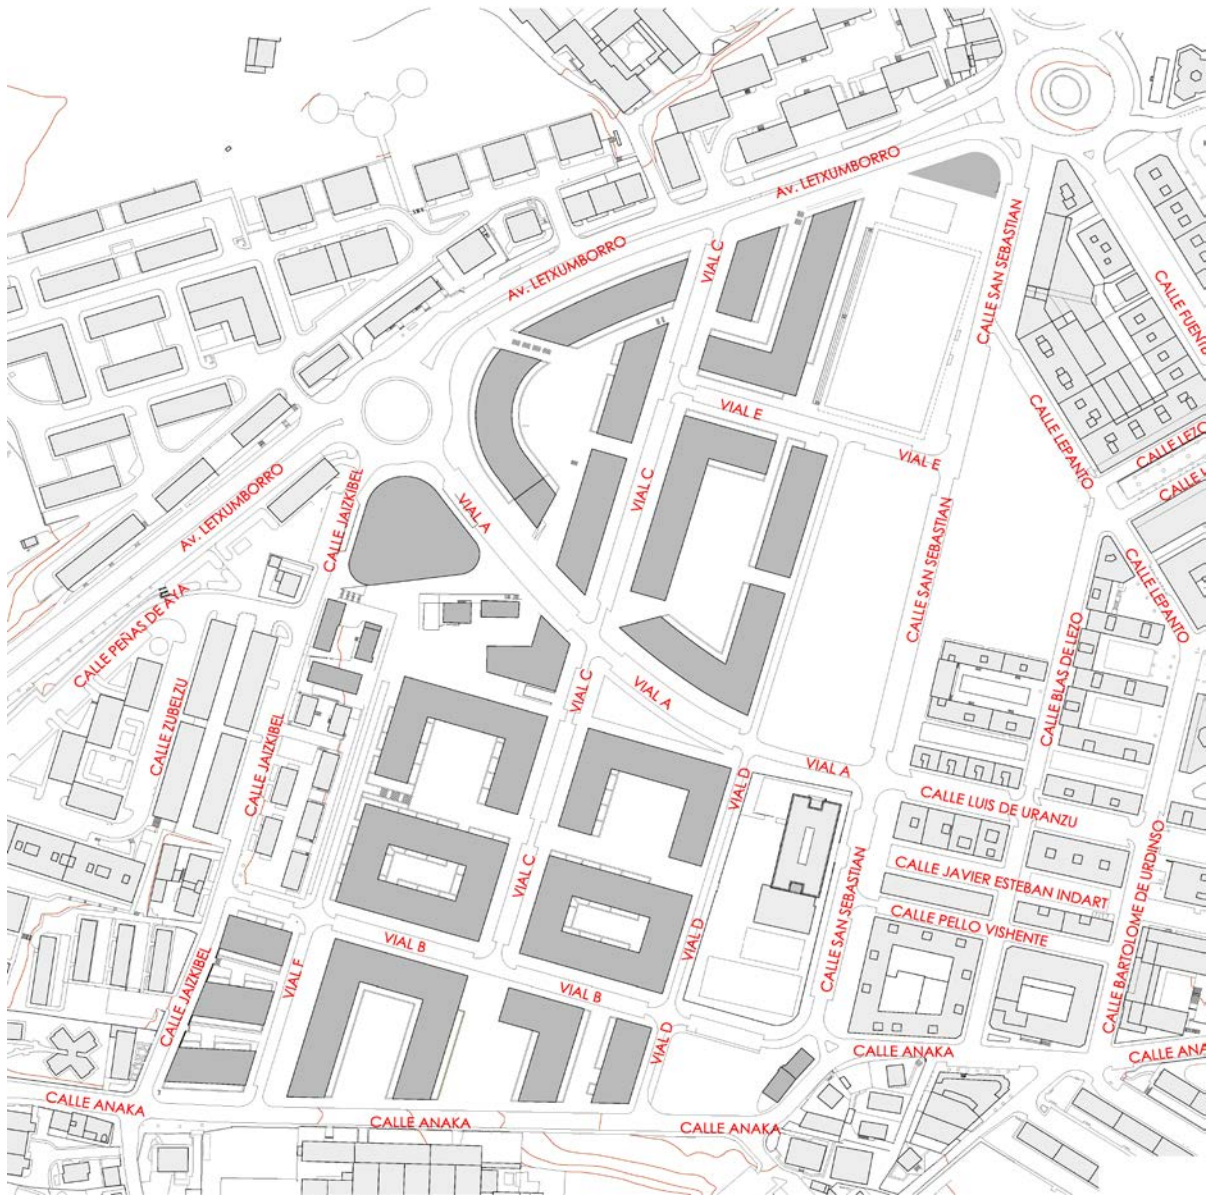 Av. LETXUMBORRO
CALLE SAN SEBASTIAN
VIAL C
Av. LETXUMBORRO
CALLE FUENTE
CALLE LEPANTO
VIAL E
VIAL E
CALLE LEZO
CALLE
VIAL C
VIAL A
CALLE JAIZKIBEL
Av. LETXUMBORRO
CALLE SAN SEBASTIAN
CALLE LEPANTO
CALLE PEÑAS DE AYA
CALLE BLAS DE LEZO
VIAL C
VIAL A
CALLE ZUBELZU
CALLE JAIZKIBEL
VIAL A
VIAL D
CALLE LUIS DE URANZU
VIAL C
CALLE JAVIER ESTEBAN INDART
CALLE BARTOLOME DE URDINSO
CALLE SAN SEBASTIAN
CALLE PELLO VISHENTE
VIAL B
VIAL D
VIAL F
CALLE JAIZKIBEL
VIAL B
VIAL D
CALLE ANAKA
CALLE ANA
CALLE ANAKA
CALLE ANAKA
CALLE ANAKA